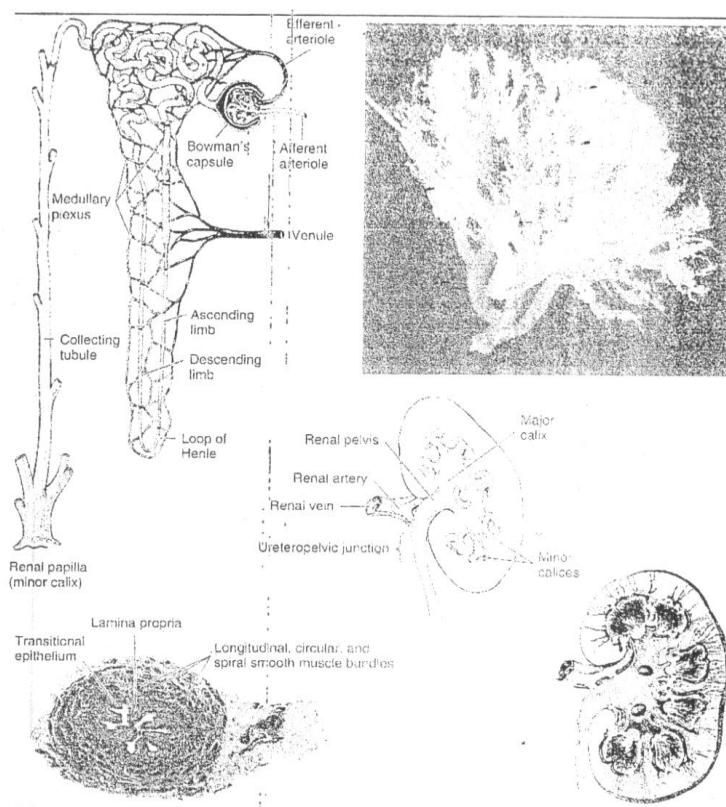 Efferent
arteriole
Bowman's
capsule
Afferent
arteriole
Medullary
plexus
Venule
Collecting
tubule
Ascending
limb
Descending
limb
Loop of
Henle
Renal papilla
(minor calix)
Major
calix
Renal pelvis
Renal artery
Renal vein
Ureteropelvic junction
Minor
calices
Lamina propria
Transitional
epithelium
Longitudinal, circular, and
spiral smooth muscle bundles